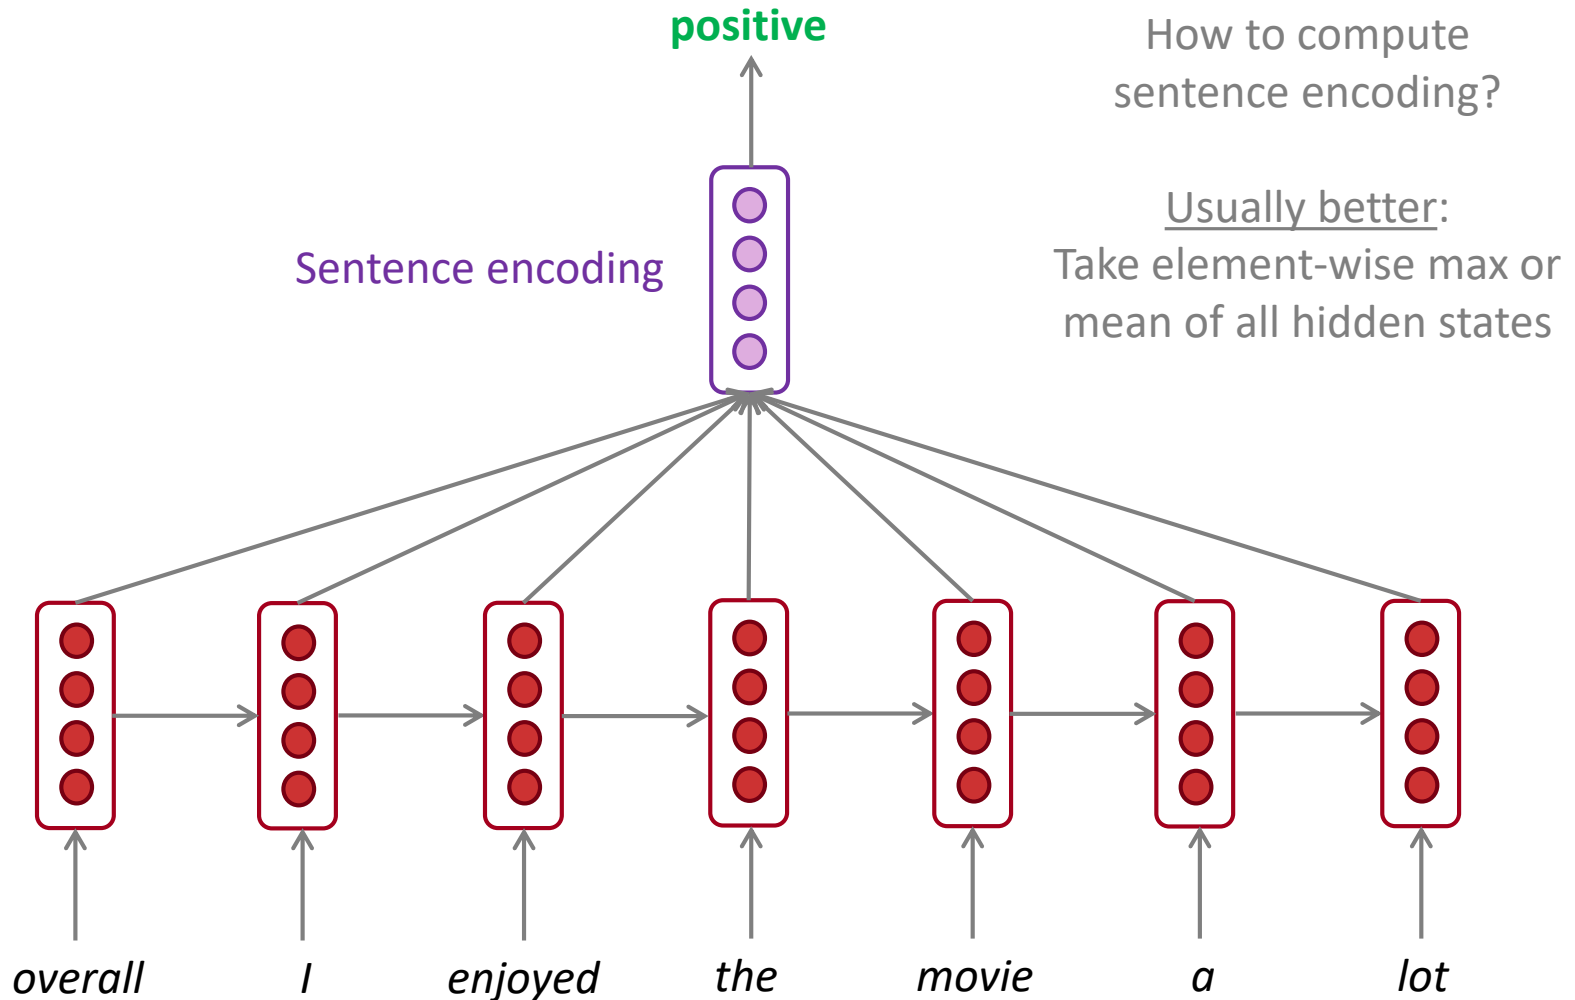 positive
How to compute
sentence encoding?
Usually better:
Take element-wise max or
mean of all hidden states
Sentence encoding
overall I enjoyed the movie a lot